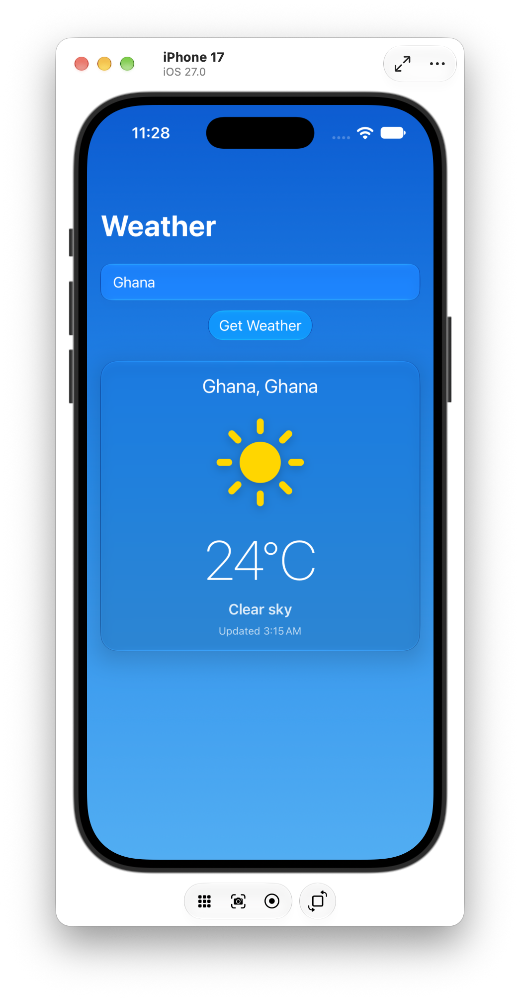 iPhone 17
iOS 27.0
11:28
Weather
Ghana
Get Weather
Ghana, Ghana
24°C
Clear sky
Updated 3:15 AM